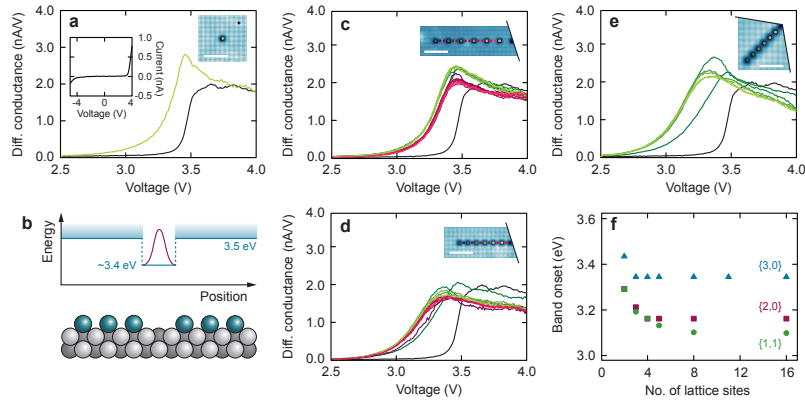 a
Diff. conductance (nA/V)
4.0
3.0
2.0
1.0
0.0
2.5 3.0 3.5 4.0
Voltage (V)
1.0
0.5
0.0
-0.5
Current (nA)
-4 0 4
Voltage (V)
b
Energy
3.5 eV
~3.4 eV
Position
c
Diff. conductance (nA/V)
4.0
3.0
2.0
1.0
0.0
2.5 3.0 3.5 4.0
Voltage (V)
d
Diff. conductance (nA/V)
4.0
3.0
2.0
1.0
0.0
2.5 3.0 3.5 4.0
Voltage (V)
e
Diff. conductance (nA/V)
4.0
3.0
2.0
1.0
0.0
2.5 3.0 3.5 4.0
Voltage (V)
f
Band onset (eV)
3.6
3.4
3.2
3.0
{3,0}
{2,0}
{1,1}
0 4 8 12 16
No. of lattice sites